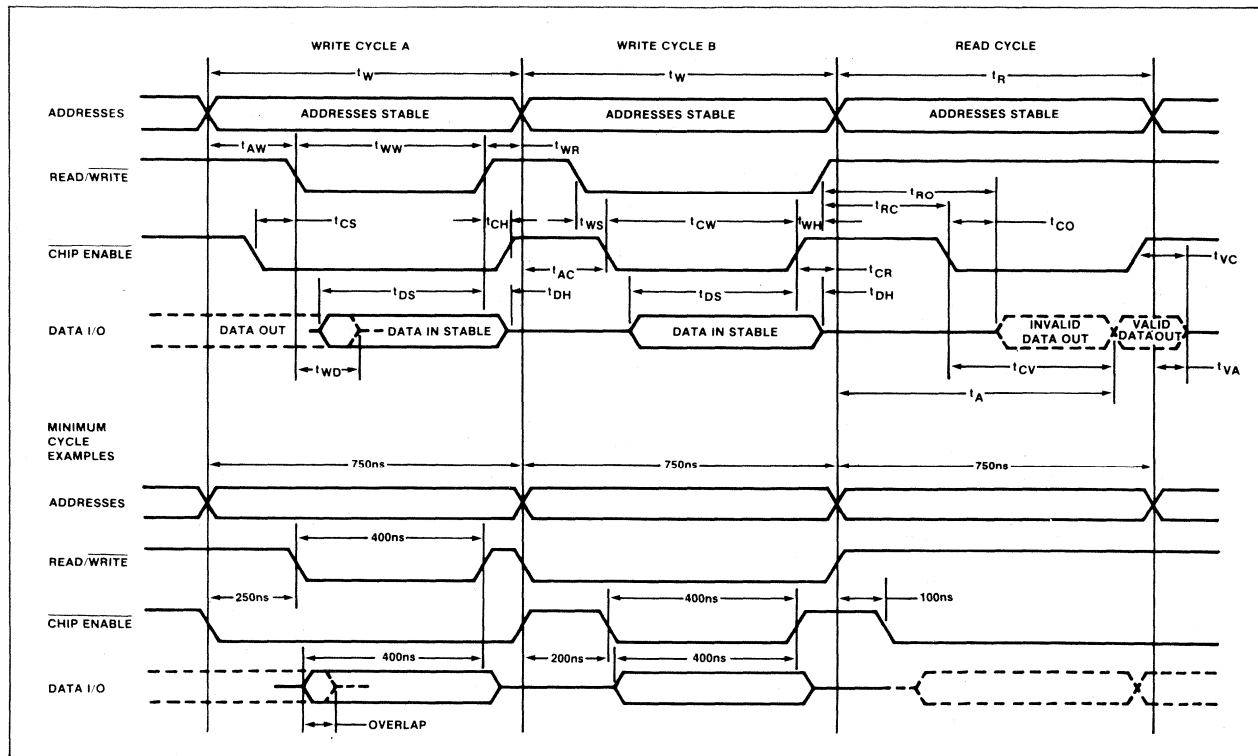 WRITE CYCLE A WRITE CYCLE B READ CYCLE
tW tW tR
ADDRESSES ADDRESSES STABLE ADDRESSES STABLE ADDRESSES STABLE
tAW tWW tWR
READ/WRITE
tRO
tRC
tCS tCH tWS tCW tWH tCO
CHIP ENABLE
tAC tCR tVC
tDS tDH tDS tDH
DATA I/O DATA OUT DATA IN STABLE DATA IN STABLE INVALID DATA OUT VALID DATA OUT
tWD tCV tVA
tA
MINIMUM
CYCLE
EXAMPLES
750ns 750ns 750ns
ADDRESSES
READ/WRITE 400ns
250ns 400ns 100ns
CHIP ENABLE
400ns 200ns 400ns
DATA I/O
OVERLAP